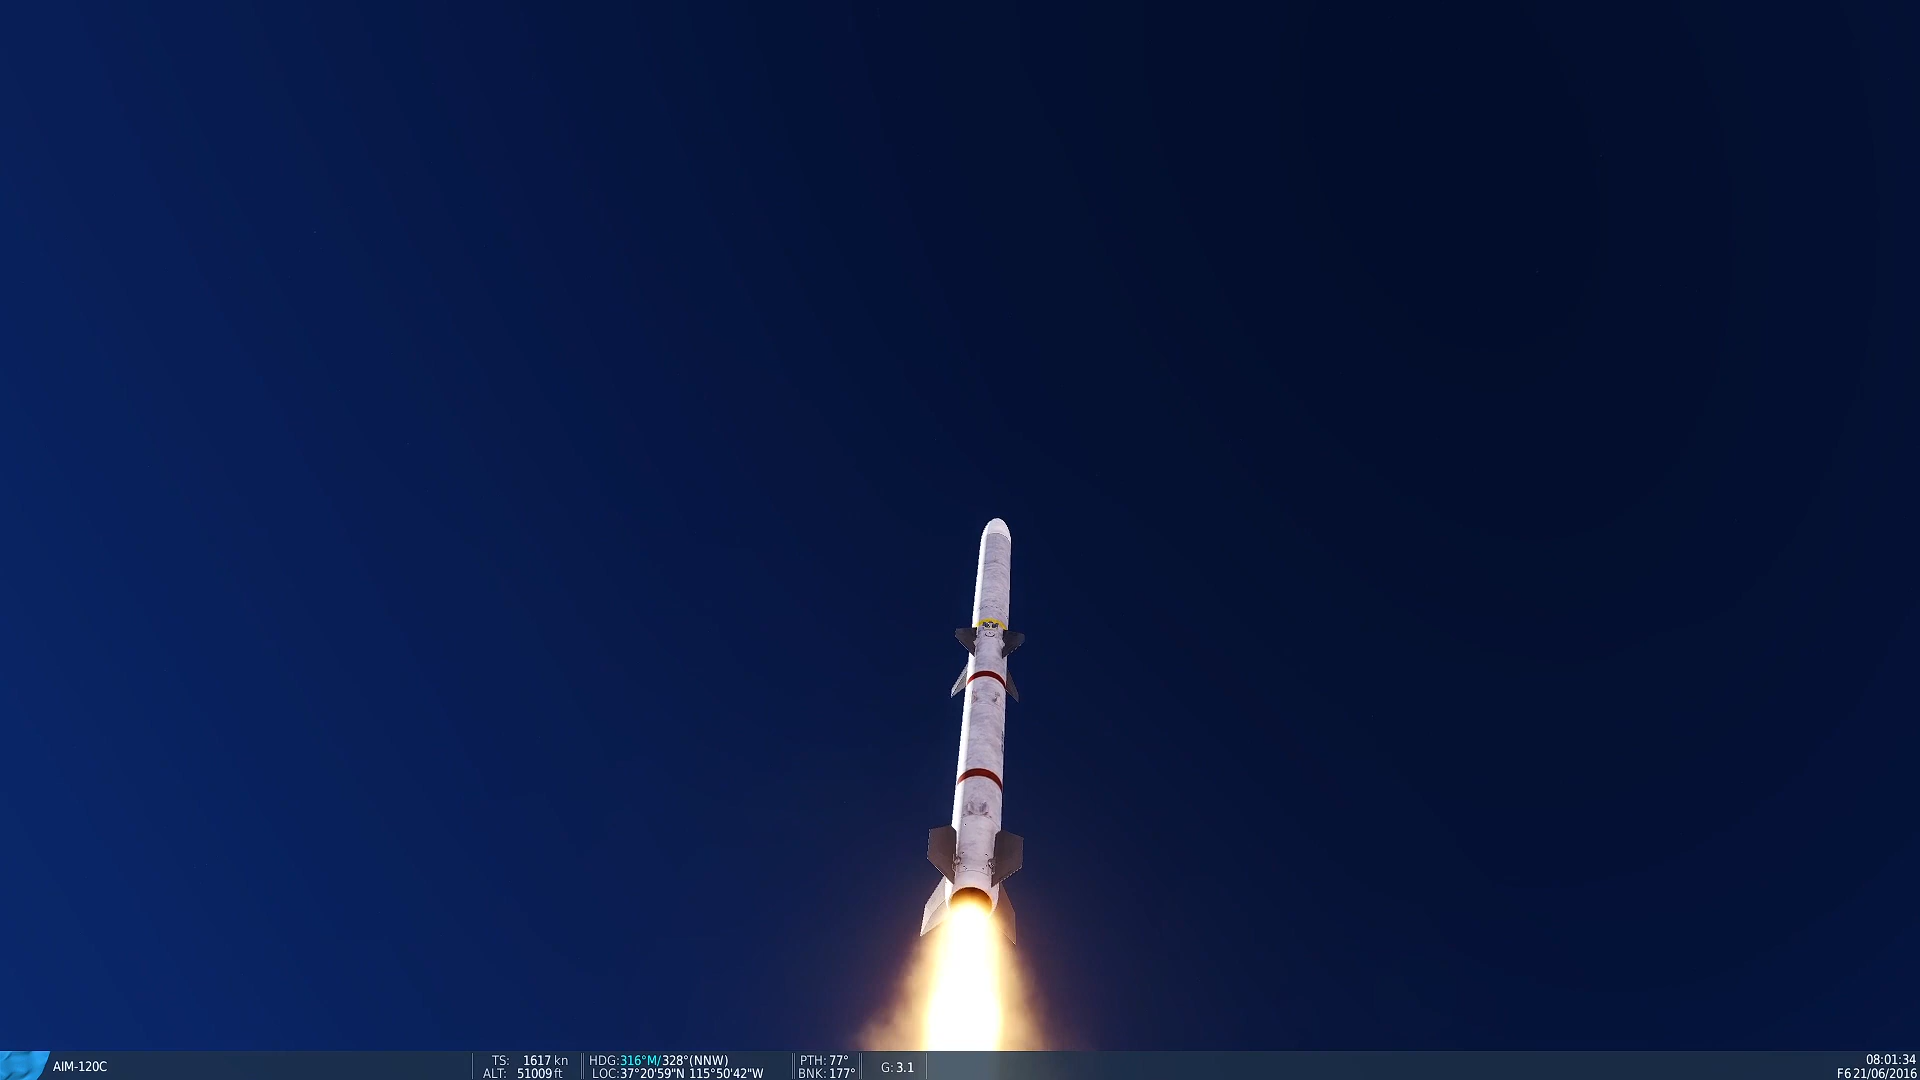 AIM-120C
TS: 1617 kn
ALT: 51009 ft
HDG:316°M/328°(NNW)
LOC:37°20'59"N 115°50'42"W
PTH: 77°
BNK: 177°
G: 3.1
08:01:34
F6 21/06/2016